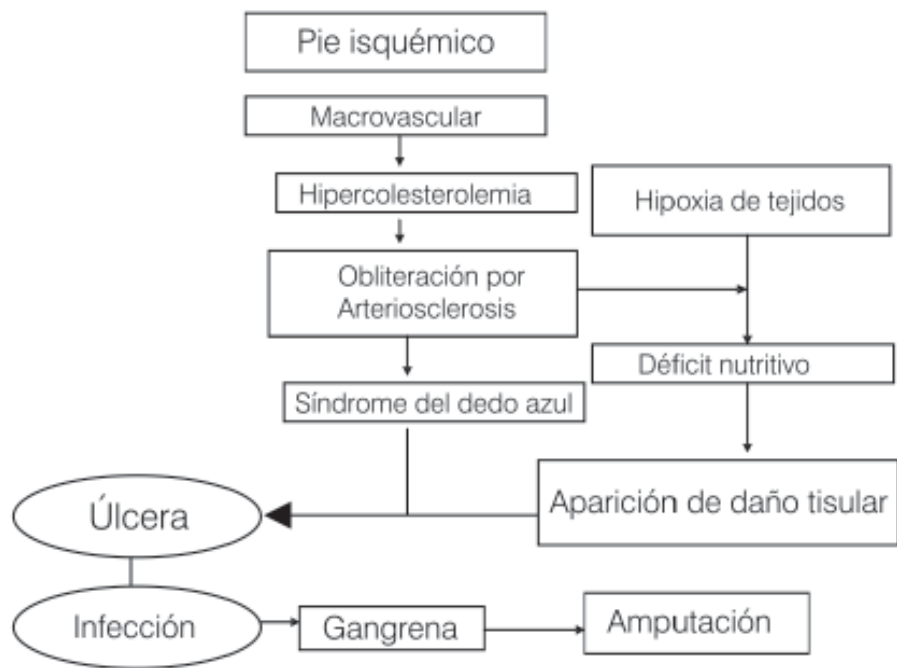 Pie isquémico
Macrovascular
Hipercolesterolemia
Hipoxia de tejidos
Obliteración por
Arteriosclerosis
Déficit nutritivo
Síndrome del dedo azul
Aparición de daño tisular
Úlcera
Infección
Gangrena
Amputación